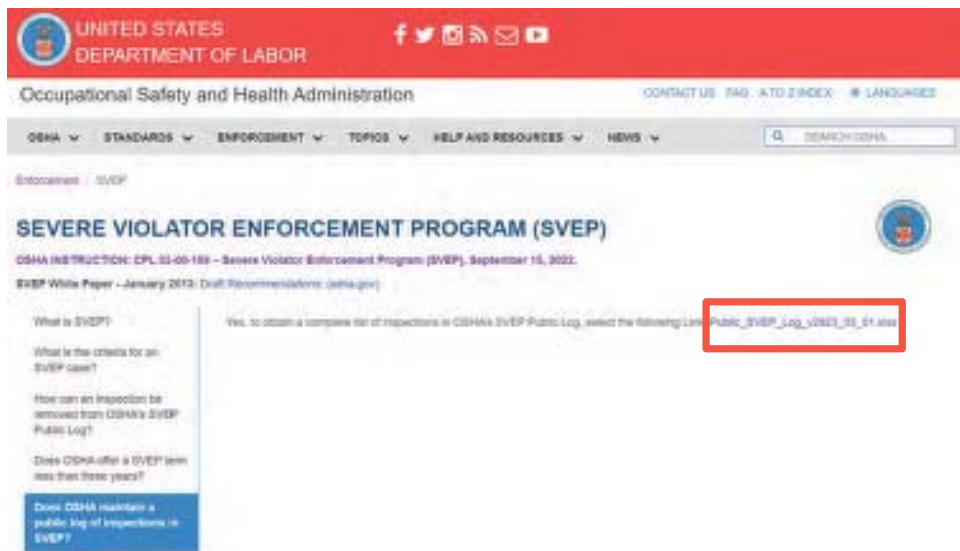 UNITED STATES
DEPARTMENT OF LABOR
Occupational Safety and Health Administration
CONTACT US FAQ A TO Z INDEX LANGUAGES
OSHA STANDARDS ENFORCEMENT TOPICS HELP AND RESOURCES NEWS SEARCH OSHA
Enforcement / SVEP
SEVERE VIOLATOR ENFORCEMENT PROGRAM (SVEP)
OSHA INSTRUCTION: CPL – Severe Violator Enforcement Program (SVEP), September 15, 2022.
SVEP White Paper - January 2013: Draft Recommendations (osha.gov)
What is SVEP?
Yes, to obtain a complete list of inspections in OSHA's SVEP Public Log, select the following Link:
What is the criteria for an
SVEP case?
How can an inspection be
removed from OSHA's SVEP
Public Log?
Does OSHA offer a SVEP term
less than three years?
Does OSHA maintain a
public log of inspections in
SVEP?